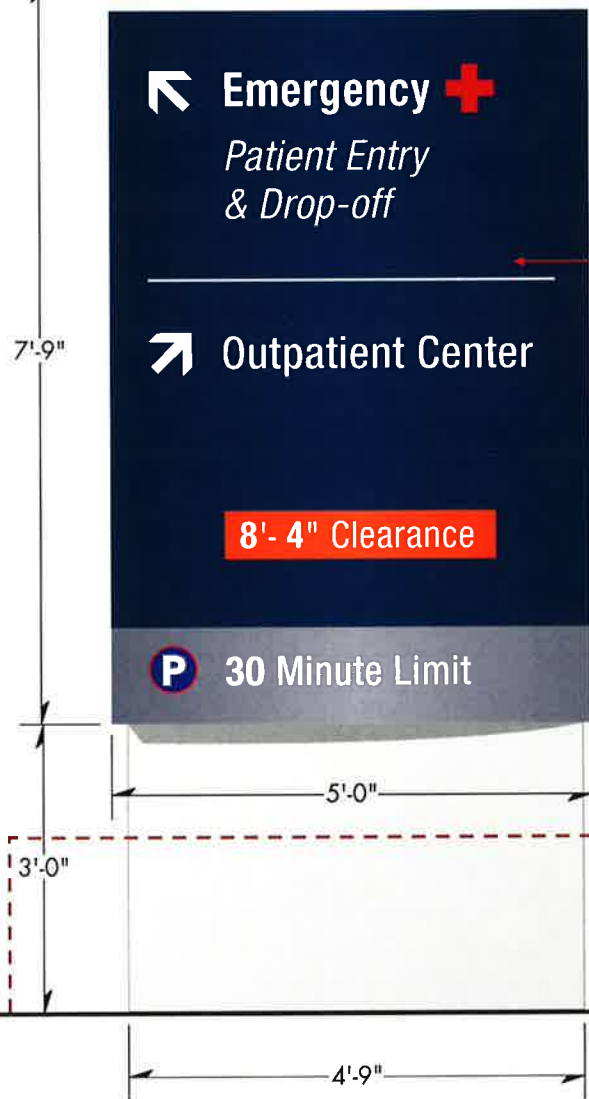 Emergency
Patient Entry
& Drop-off
7'-9"
Outpatient Center
8'- 4" Clearance
P 30 Minute Limit
5'-0"
3'-0"
4'-9"